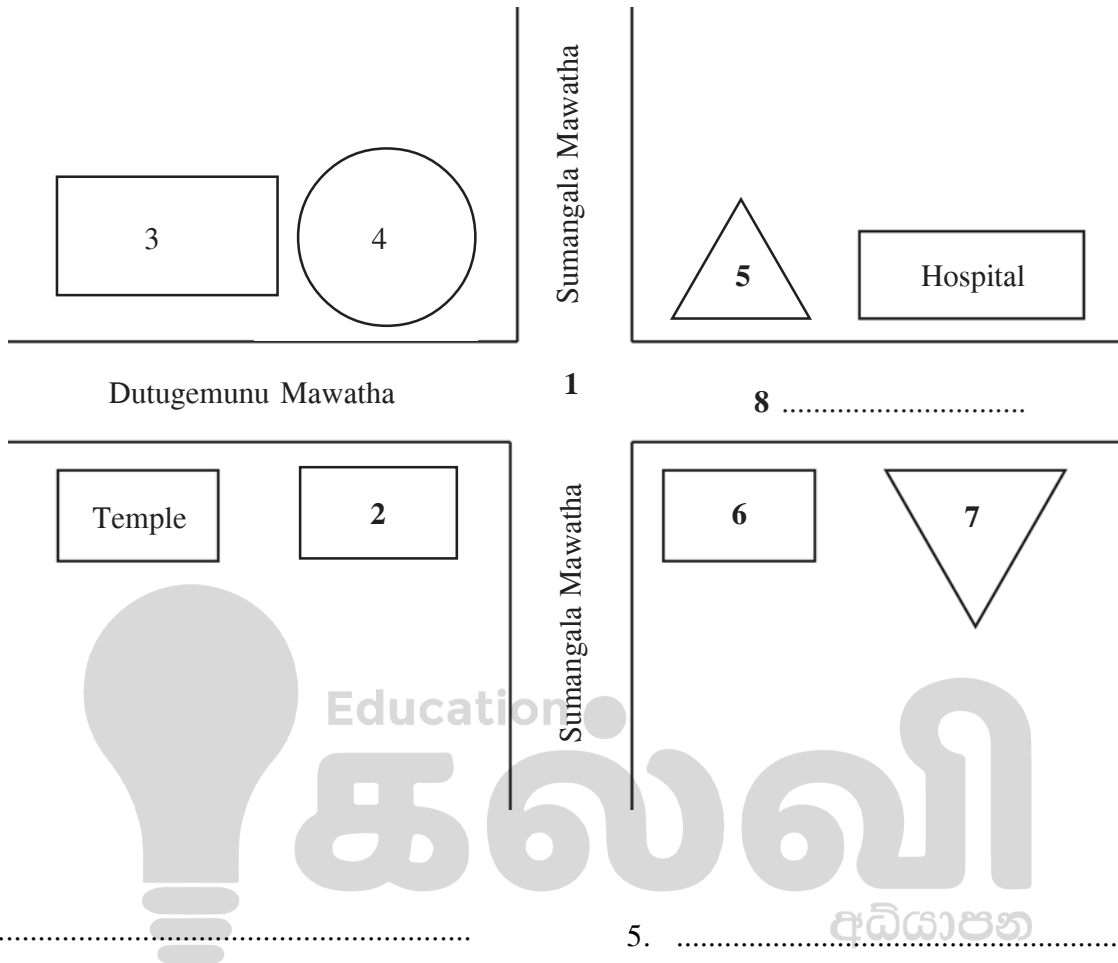 Sumangala Mawatha
3
4
5
Hospital
Dutugemunu Mawatha
1
8 ...............................
Temple
2
6
7
Sumangala Mawatha
Education
கல்வி
අධ්‍යාපන
............................................................
5. .........................................................